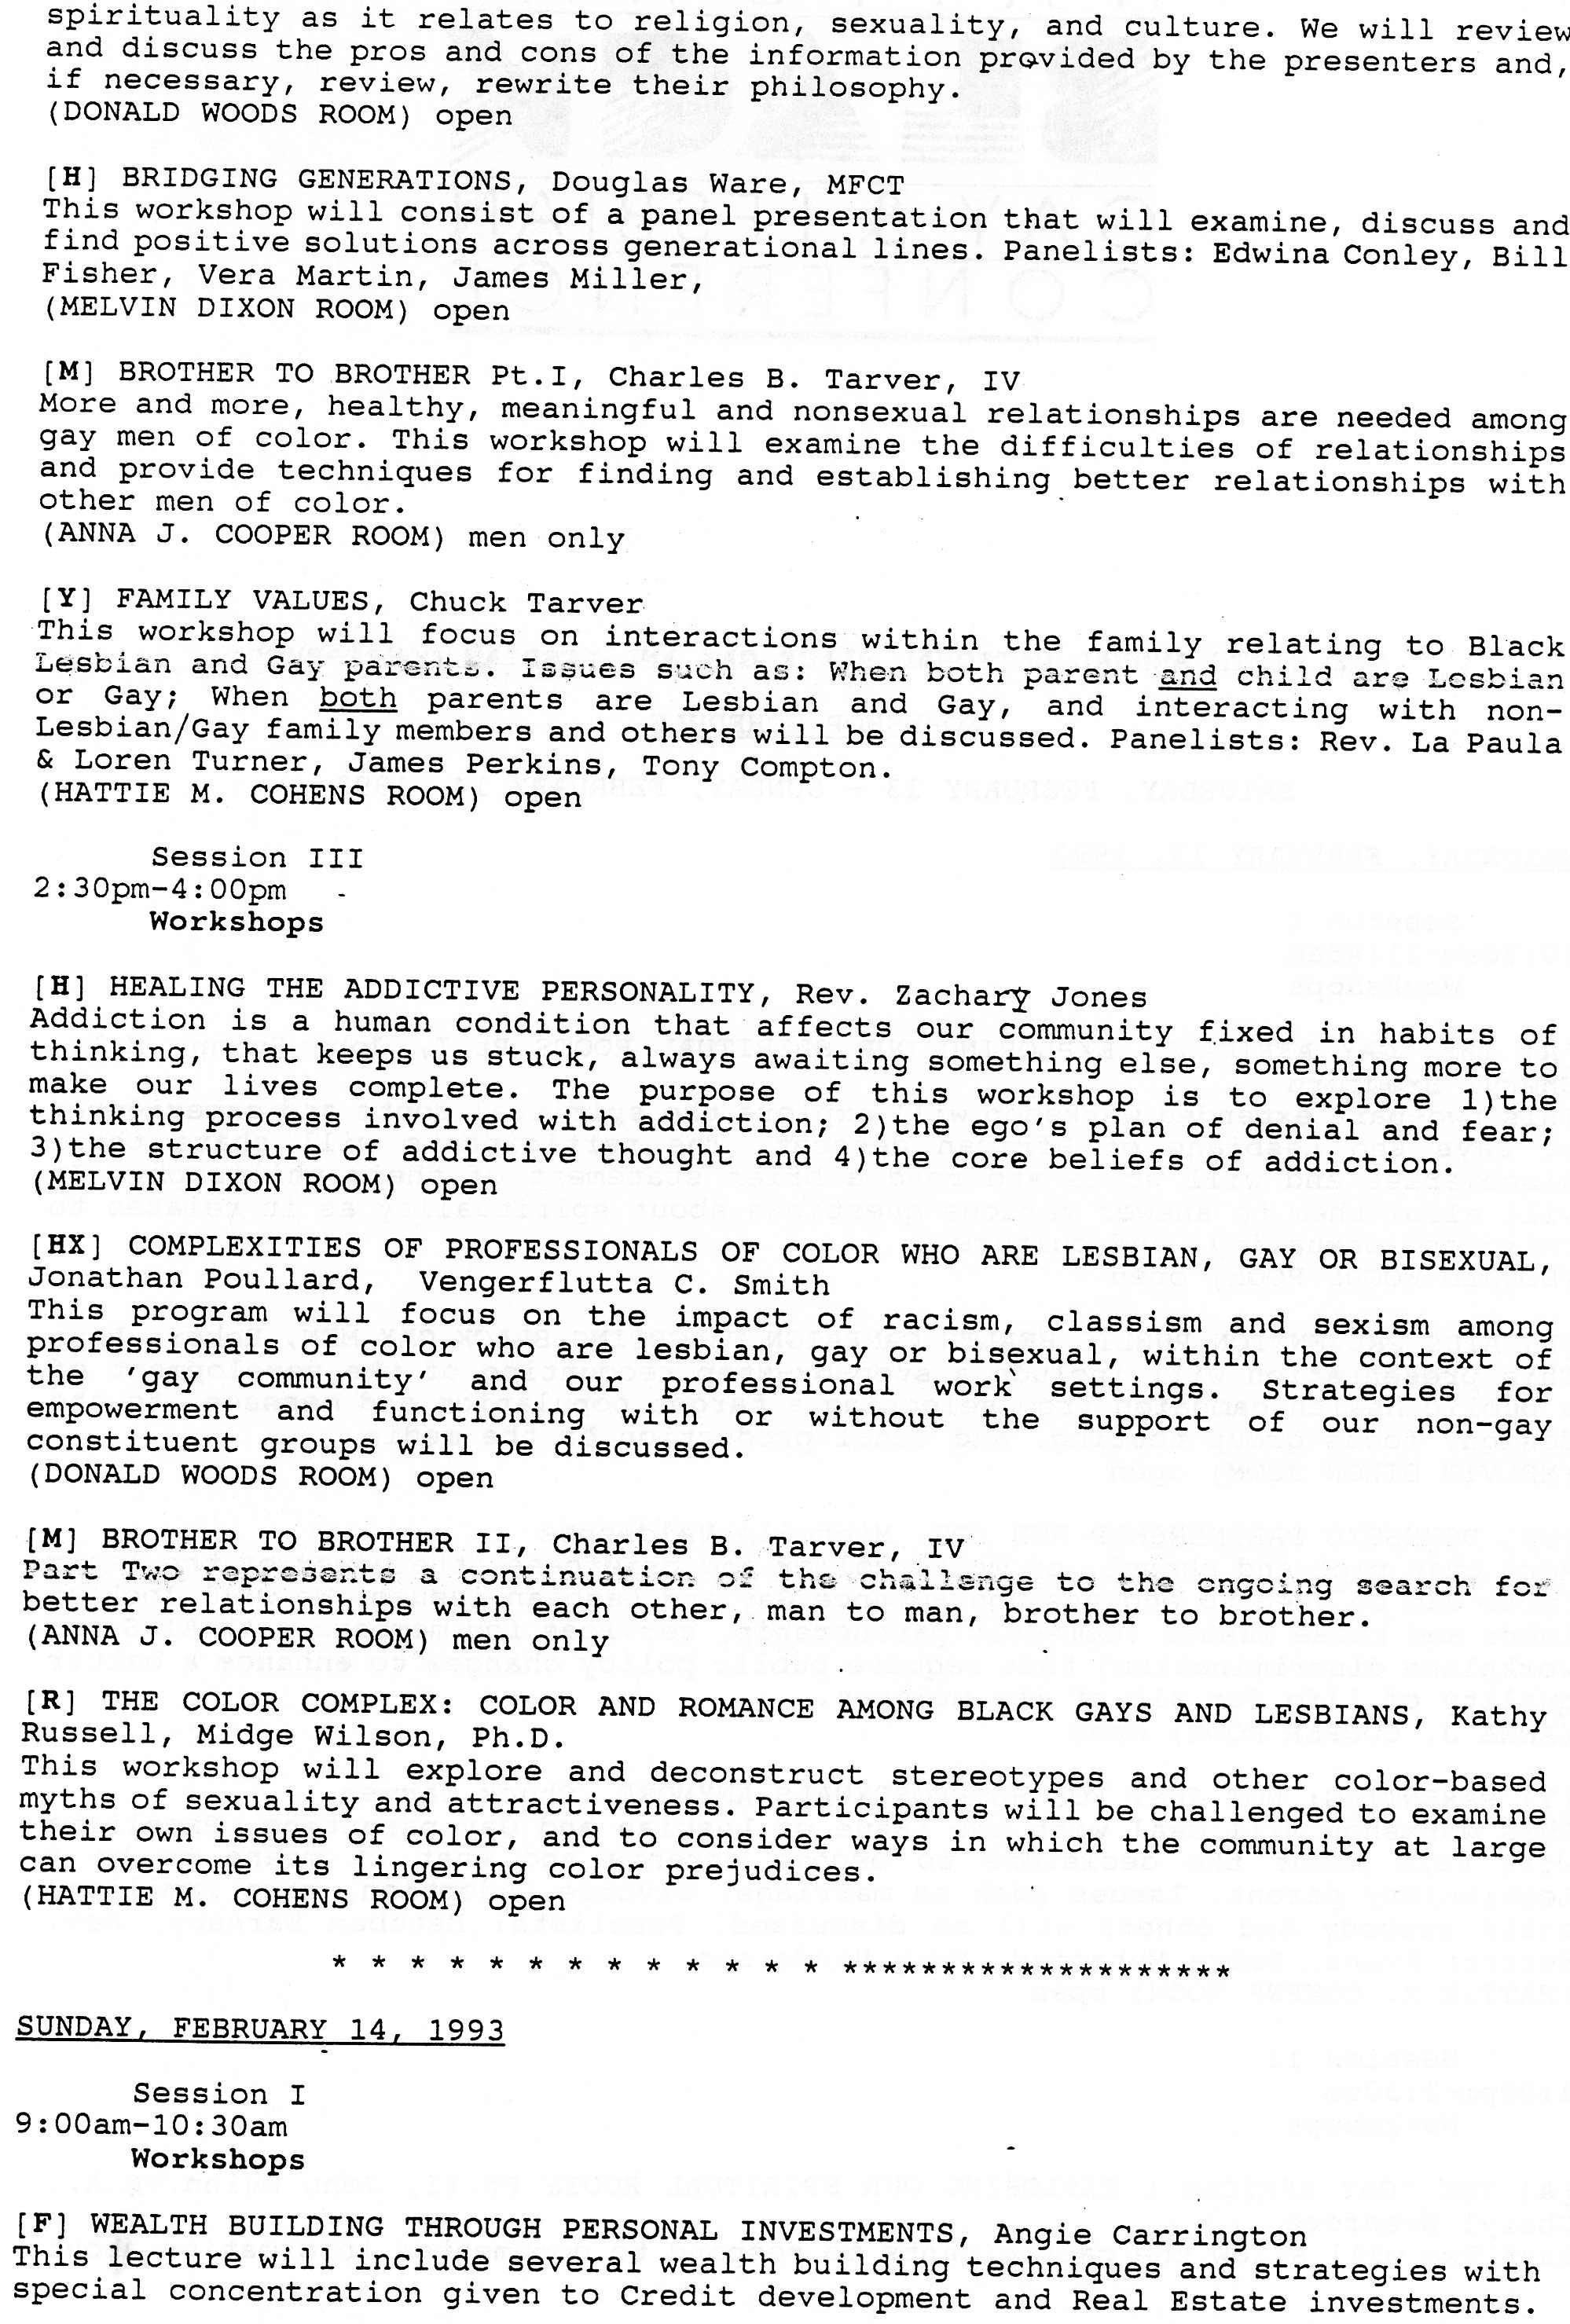 spirituality as it relates to religion, sexuality, and culture. We will review
and discuss the pros and cons of the information provided by the presenters and,
if necessary, review, rewrite their philosophy.
(DONALD WOODS ROOM) open
[H] BRIDGING GENERATIONS, Douglas Ware, MFCT
This workshop will consist of a panel presentation that will examine, discuss and
find positive solutions across generational lines. Panelists: Edwina Conley, Bill
Fisher, Vera Martin, James Miller,
(MELVIN DIXON ROOM) open
[M] BROTHER TO BROTHER Pt.I, Charles B. Tarver, IV
More and more, healthy, meaningful and nonsexual relationships are needed among
gay men of color. This workshop will examine the difficulties of relationships
and provide techniques for finding and establishing better relationships with
other men of color.
(ANNA J. COOPER ROOM) men only
[Y] FAMILY VALUES, Chuck Tarver
This workshop will focus on interactions within the family relating to Black
Lesbian and Gay parents. Issues such as: When both parent and child are Lesbian
or Gay; When both parents are Lesbian and Gay, and interacting with non-
Lesbian/Gay family members and others will be discussed. Panelists: Rev. La Paula
& Loren Turner, James Perkins, Tony Compton.
(HATTIE M. COHENS ROOM) open
Session III
2:30pm-4:00pm
Workshops
[H] HEALING THE ADDICTIVE PERSONALITY, Rev. Zachary Jones
Addiction is a human condition that affects our community fixed in habits of
thinking, that keeps us stuck, always awaiting something else, something more to
make our lives complete. The purpose of this workshop is to explore 1)the
thinking process involved with addiction; 2)the ego's plan of denial and fear;
3)the structure of addictive thought and 4)the core beliefs of addiction.
(MELVIN DIXON ROOM) open
[HX] COMPLEXITIES OF PROFESSIONALS OF COLOR WHO ARE LESBIAN, GAY OR BISEXUAL,
Jonathan Poullard, Vengerflutta C. Smith
This program will focus on the impact of racism, classism and sexism among
professionals of color who are lesbian, gay or bisexual, within the context of
the 'gay community' and our professional work settings. Strategies for
empowerment and functioning with or without the support of our non-gay
constituent groups will be discussed.
(DONALD WOODS ROOM) open
[M] BROTHER TO BROTHER II, Charles B. Tarver, IV
Part Two represents a continuation of the challenge to the ongoing search for
better relationships with each other, man to man, brother to brother.
(ANNA J. COOPER ROOM) men only
[R] THE COLOR COMPLEX: COLOR AND ROMANCE AMONG BLACK GAYS AND LESBIANS, Kathy
Russell, Midge Wilson, Ph.D.
This workshop will explore and deconstruct stereotypes and other color-based
myths of sexuality and attractiveness. Participants will be challenged to examine
their own issues of color, and to consider ways in which the community at large
can overcome its lingering color prejudices.
(HATTIE M. COHENS ROOM) open
* * * * * * * * * * * * * ********************
SUNDAY, FEBRUARY 14, 1993
Session I
9:00am-10:30am
Workshops
[F] WEALTH BUILDING THROUGH PERSONAL INVESTMENTS, Angie Carrington
This lecture will include several wealth building techniques and strategies with
special concentration given to Credit development and Real Estate investments.